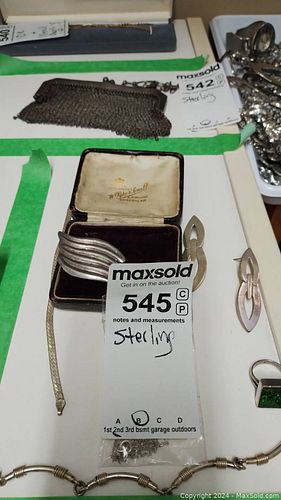 540
maxsold
542
C
P
Sterling
maxsold
Get in on the auction!
545
C
P
notes and measurements
Sterling
A B C D
1st 2nd 3rd bsmt garage outdoors
Copyright © 2024 - MaxSold.com